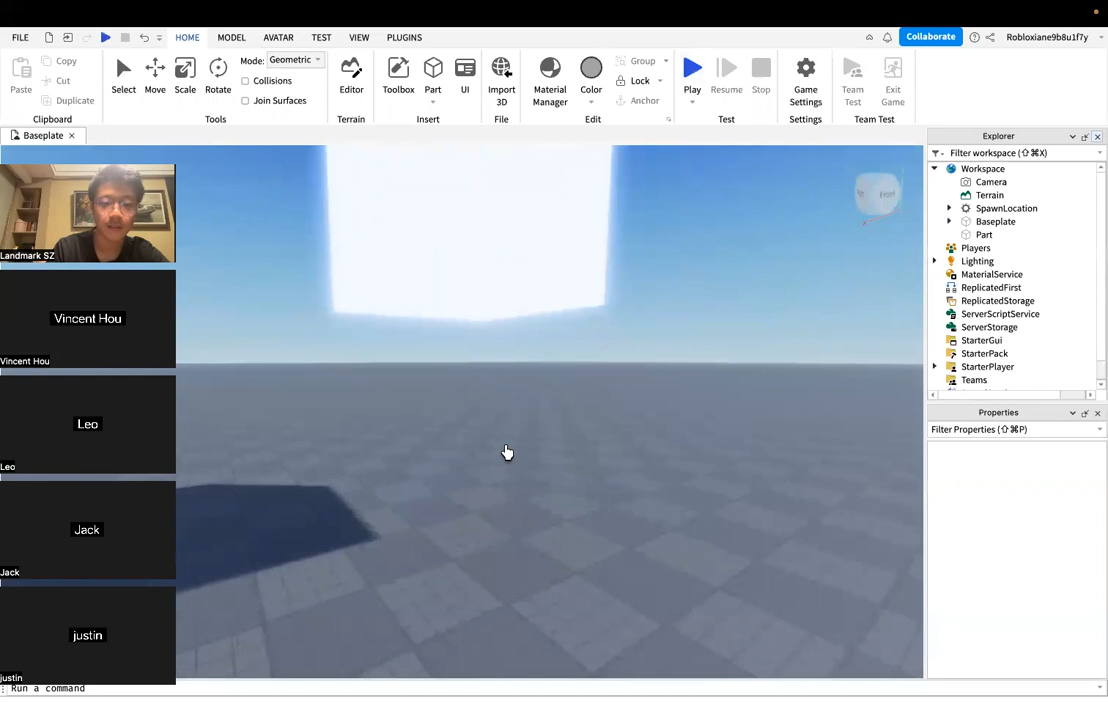 FILE HOME MODEL AVATAR TEST VIEW PLUGINS Collaborate Robloxiane9b8u1f7y
Paste Copy Cut Duplicate
Select Move Scale Rotate
Mode: Geometric
Collisions
Join Surfaces
Editor
Toolbox Part UI
Import 3D
Material Manager Color
Group
Lock
Anchor
Play Resume Stop
Game Settings
Team Test Exit Game
Clipboard Tools Terrain Insert File Edit Test Settings Team Test
Baseplate
Front
Landmark SZ
Vincent Hou
Vincent Hou
Leo
Leo
Jack
Jack
justin
justin
Run a command
Explorer
Filter workspace (⇧⌘X)
Workspace
Camera
Terrain
SpawnLocation
Baseplate
Part
Players
Lighting
MaterialService
ReplicatedFirst
ReplicatedStorage
ServerScriptService
ServerStorage
StarterGui
StarterPack
StarterPlayer
Teams
Properties
Filter Properties (⇧⌘P)